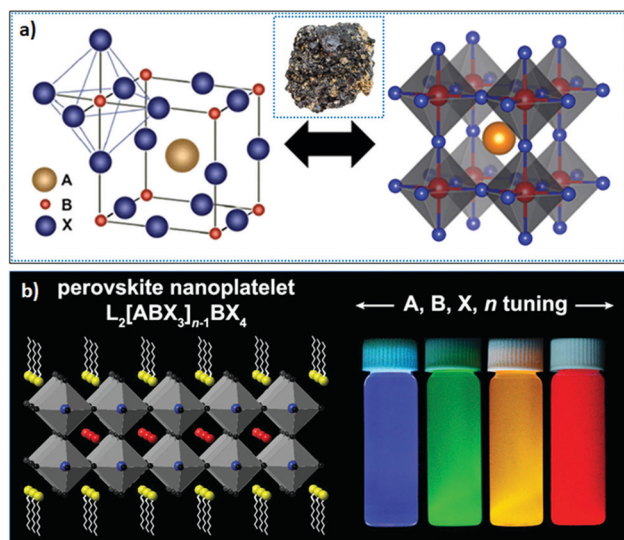 a)
A
B
X
b)
perovskite nanoplatelet
L₂[ABX₃]ₙ₋₁BX₄
A, B, X, n tuning